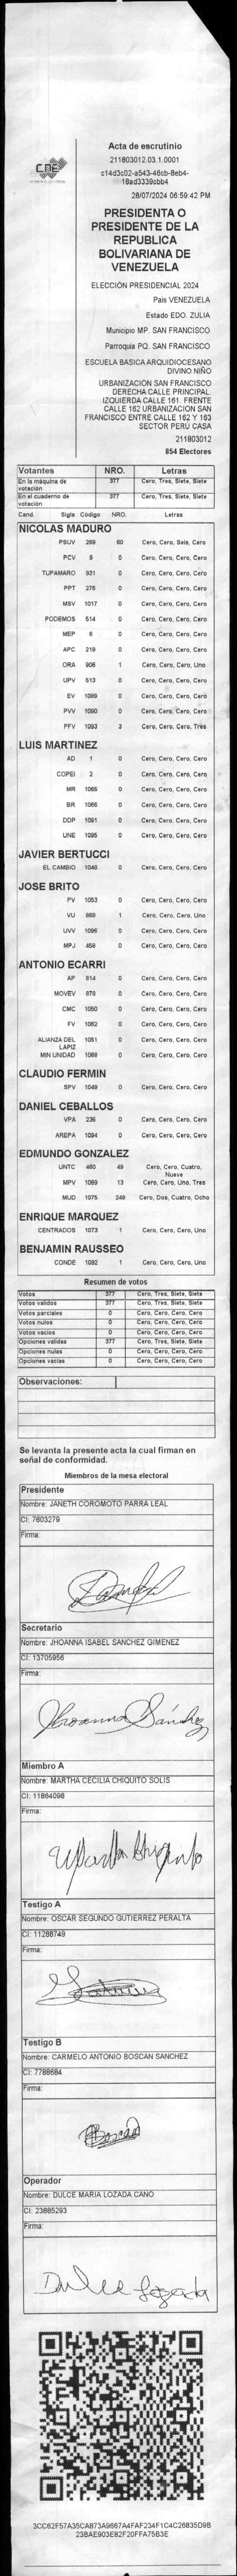 CNE
Acta de escrutinio
211803012.03.1.0001
c14d3c02-a543-46cb-8eb4-
18ad3339cbb4
28/07/2024 06:59:42 PM
PRESIDENTA O
PRESIDENTE DE LA
REPUBLICA
BOLIVARIANA DE
VENEZUELA
ELECCIÓN PRESIDENCIAL 2024
País VENEZUELA
Estado EDO. ZULIA
Municipio MP. SAN FRANCISCO
Parroquia PQ. SAN FRANCISCO
ESCUELA BASICA ARQUIDIOCESANO
DIVINO NIÑO
URBANIZACION SAN FRANCISCO
DERECHA CALLE PRINCIPAL.
IZQUIERDA CALLE 161. FRENTE
CALLE 162 URBANIZACION SAN
FRANCISCO ENTRE CALLE 162 Y 163
SECTOR PERÚ CASA
211803012
854 Electores
Votantes NRO. Letras
En la máquina de votación 377 Cero, Tres, Siete, Siete
En el cuaderno de votación 377 Cero, Tres, Siete, Siete
Cand. Sigla Código NRO. Letras
NICOLAS MADURO
PSUV 269 60 Cero, Cero, Seis, Cero
PCV 9 0 Cero, Cero, Cero, Cero
TUPAMARO 931 0 Cero, Cero, Cero, Cero
PPT 276 0 Cero, Cero, Cero, Cero
MSV 1017 0 Cero, Cero, Cero, Cero
PODEMOS 514 0 Cero, Cero, Cero, Cero
MEP 6 0 Cero, Cero, Cero, Cero
APC 219 0 Cero, Cero, Cero, Cero
ORA 906 1 Cero, Cero, Cero, Uno
UPV 513 0 Cero, Cero, Cero, Cero
EV 1089 0 Cero, Cero, Cero, Cero
PVV 1090 0 Cero, Cero, Cero, Cero
PFV 1093 3 Cero, Cero, Cero, Tres
LUIS MARTINEZ
AD 1 0 Cero, Cero, Cero, Cero
COPEI 2 0 Cero, Cero, Cero, Cero
MR 1065 0 Cero, Cero, Cero, Cero
BR 1066 0 Cero, Cero, Cero, Cero
DDP 1091 0 Cero, Cero, Cero, Cero
UNE 1095 0 Cero, Cero, Cero, Cero
JAVIER BERTUCCI
EL CAMBIO 1048 0 Cero, Cero, Cero, Cero
JOSE BRITO
PV 1053 0 Cero, Cero, Cero, Cero
VU 868 1 Cero, Cero, Cero, Uno
UVV 1096 0 Cero, Cero, Cero, Cero
MPJ 458 0 Cero, Cero, Cero, Cero
ANTONIO ECARRI
AP 814 0 Cero, Cero, Cero, Cero
MOVEV 878 0 Cero, Cero, Cero, Cero
CMC 1050 0 Cero, Cero, Cero, Cero
FV 1062 0 Cero, Cero, Cero, Cero
ALIANZA DEL LÁPIZ 1061 0 Cero, Cero, Cero, Cero
MIN UNIDAD 1068 0 Cero, Cero, Cero, Cero
CLAUDIO FERMIN
SPV 1049 0 Cero, Cero, Cero, Cero
DANIEL CEBALLOS
VPA 236 0 Cero, Cero, Cero, Cero
AREPA 1094 0 Cero, Cero, Cero, Cero
EDMUNDO GONZALEZ
UNTC 460 49 Cero, Cero, Cuatro, Nueve
MPV 1069 13 Cero, Cero, Uno, Tres
MUD 1075 248 Cero, Dos, Cuatro, Ocho
ENRIQUE MARQUEZ
CENTRADOS 1073 1 Cero, Cero, Cero, Uno
BENJAMIN RAUSSEO
CONDE 1092 1 Cero, Cero, Cero, Uno
Resumen de votos
Votos 377 Cero, Tres, Siete, Siete
Votos válidos 377 Cero, Tres, Siete, Siete
Votos parciales 0 Cero, Cero, Cero, Cero
Votos nulos 0 Cero, Cero, Cero, Cero
Votos vacíos 0 Cero, Cero, Cero, Cero
Opciones válidas 377 Cero, Tres, Siete, Siete
Opciones nulas 0 Cero, Cero, Cero, Cero
Opciones vacías 0 Cero, Cero, Cero, Cero
Observaciones:
Se levanta la presente acta la cual firman en
señal de conformidad.
Miembros de la mesa electoral
Presidente
Nombre: JANETH COROMOTO PARRA LEAL
CI: 7603279
Firma:
Secretario
Nombre: JHOANNA ISABEL SANCHEZ GIMENEZ
CI: 13705956
Firma:
Jhoanna Sánchez
Miembro A
Nombre: MARTHA CECILIA CHIQUITO SOLIS
CI: 11864098
Firma:
Martha Chiquito
Testigo A
Nombre: OSCAR SEGUNDO GUTIERREZ PERALTA
CI: 11288749
Firma:
Testigo B
Nombre: CARMELO ANTONIO BOSCAN SANCHEZ
CI: 7788684
Firma:
Boscan
Operador
Nombre: DULCE MARIA LOZADA CANO
CI: 23885293
Firma:
Dulce Lozada
3CC62F57A35CA873A9667A4FAF234F1C4C26835D9B
23BAE903E82F20FFA75B3E